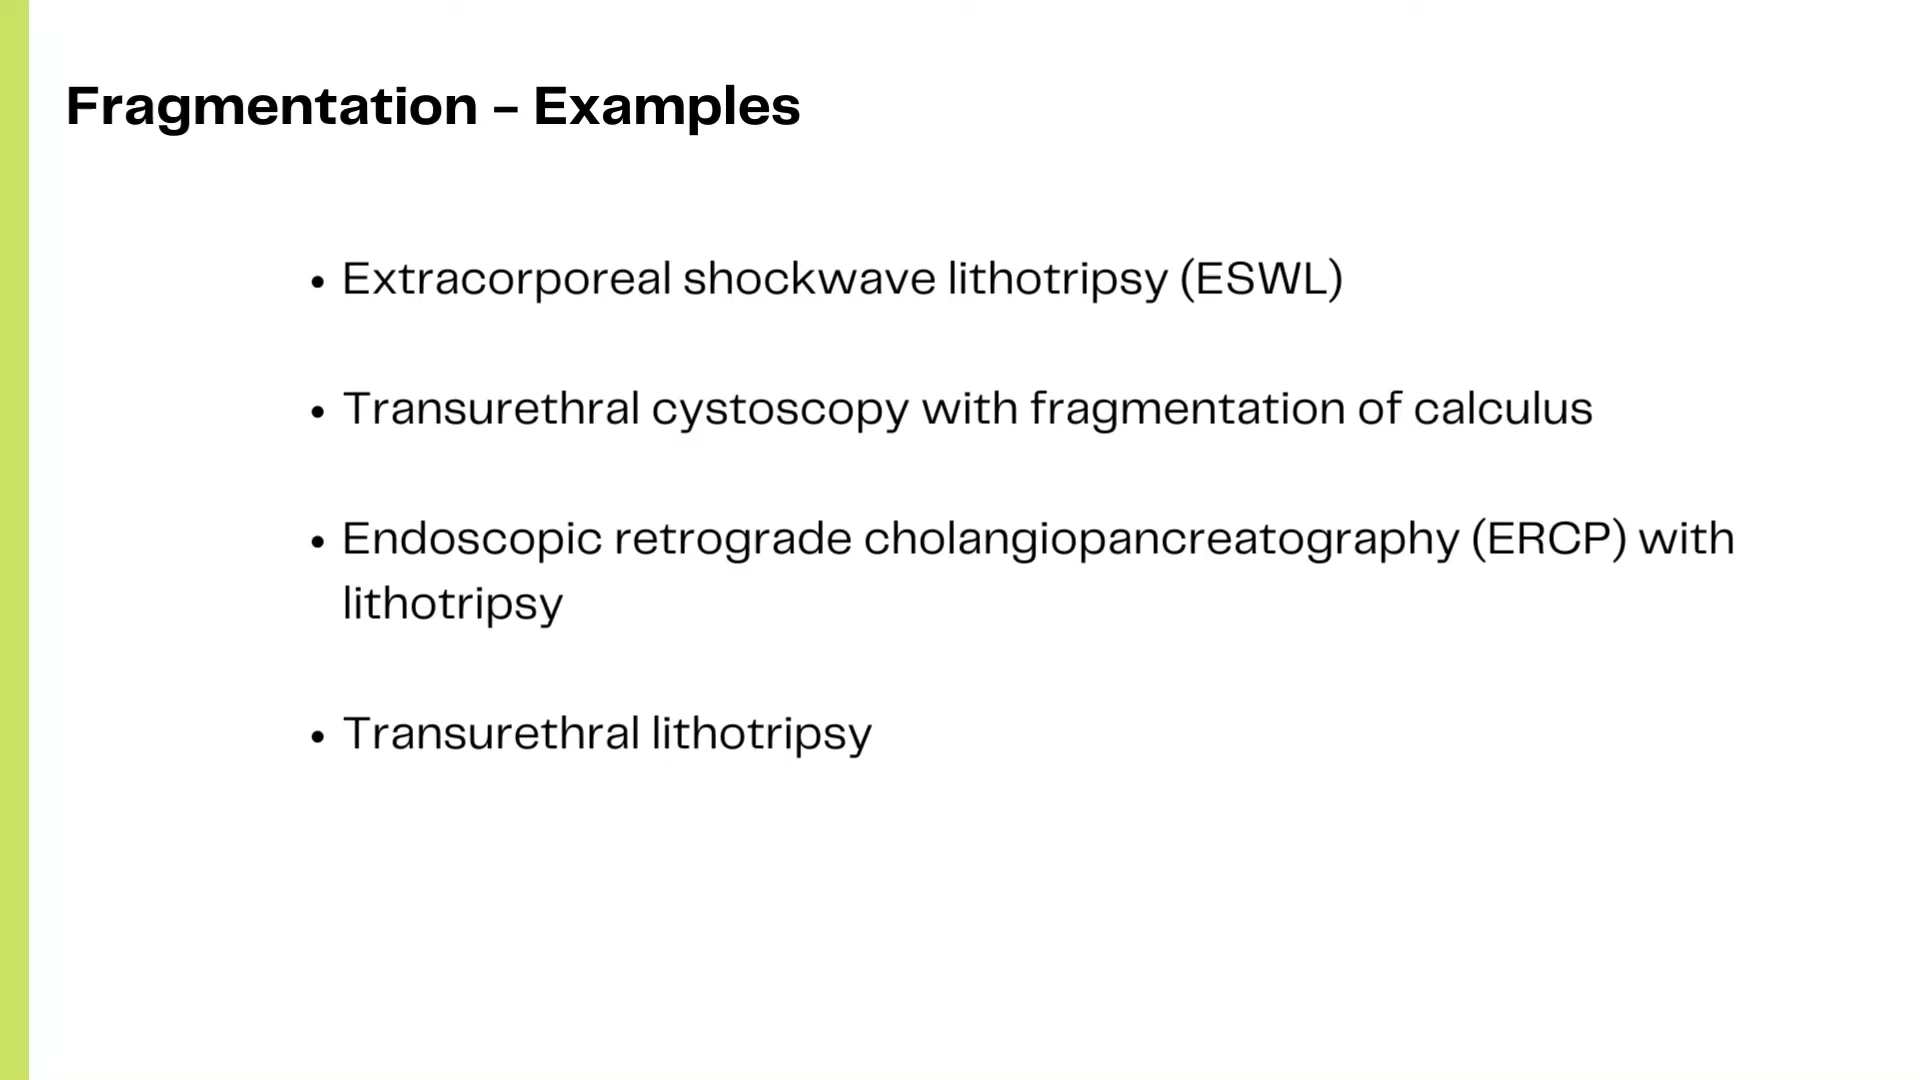 Fragmentation - Examples
• Extracorporeal shockwave lithotripsy (ESWL)
• Transurethral cystoscopy with fragmentation of calculus
• Endoscopic retrograde cholangiopancreatography (ERCP) with
lithotripsy
• Transurethral lithotripsy